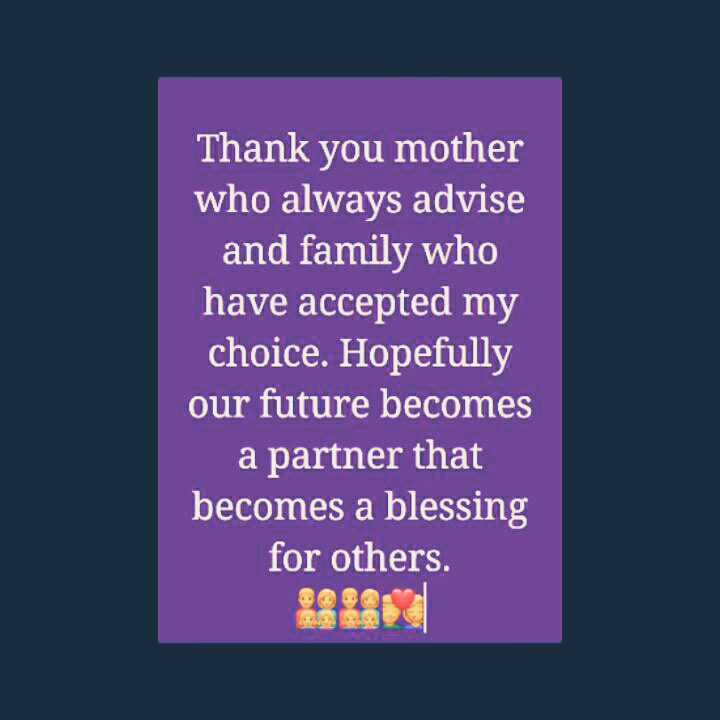 Thank you mother
who always advise
and family who
have accepted my
choice. Hopefully
our future becomes
a partner that
becomes a blessing
for others.
👨‍👩‍👧‍👦👨‍👩‍👧‍👦💏